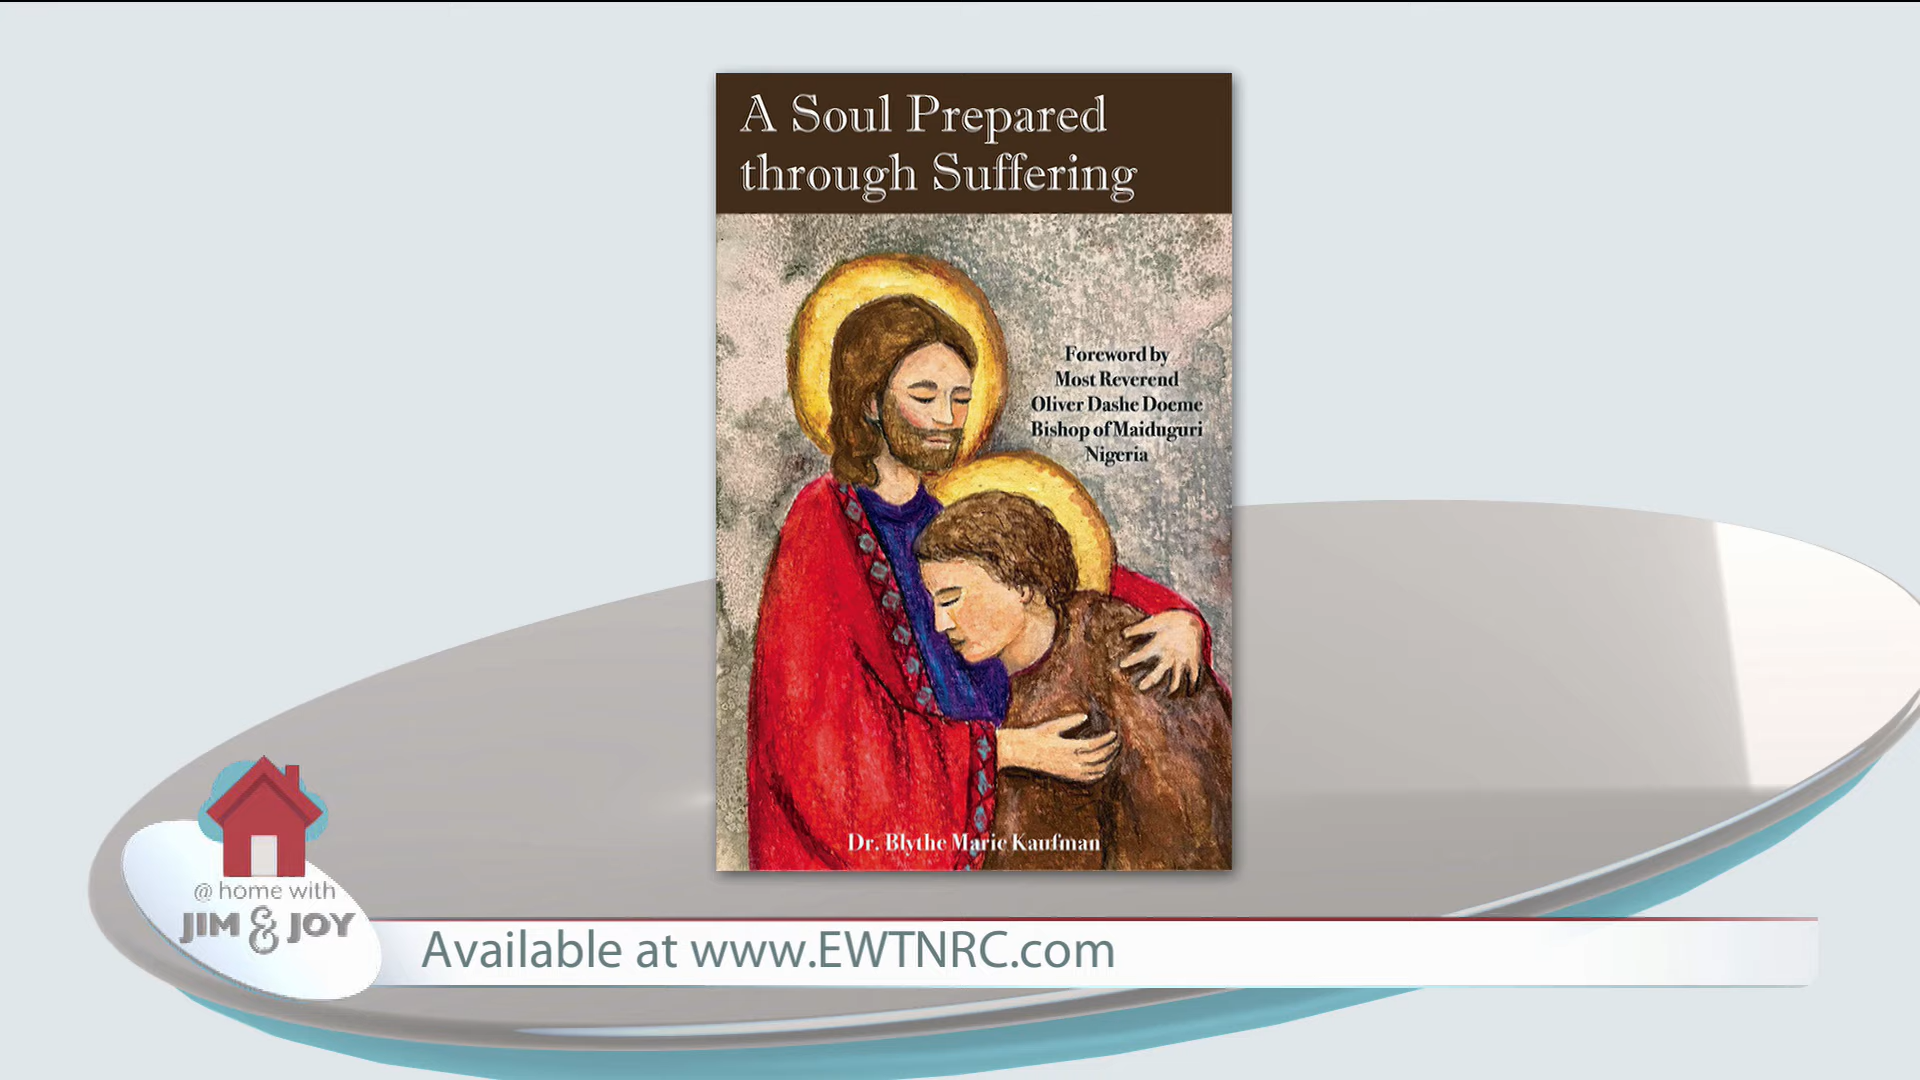 A Soul Prepared
through Suffering
Foreword by
Most Reverend
Oliver Dashe Doeme
Bishop of Maiduguri
Nigeria
Dr. Blythe Marie Kaufman
@ home with
JIM & JOY
Available at www.EWTNRC.com